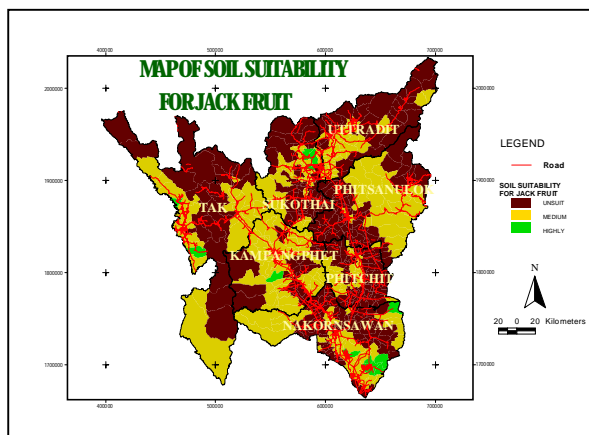 400000 500000 600000 700000
MAP OF SOIL SUITABILITY
FOR JACK FRUIT
2000000 2000000
UTTRADIT
1900000 1900000
PHITSANULOK
TAK
SUKOTHAI
KAMPANGPHET
PHITCHIT
1800000 1800000
NAKORNSAWAN
1700000 1700000
400000 500000 600000 700000
LEGEND
Road
SOIL SUITABILITY
FOR JACK FRUIT
UNSUIT
MEDIUM
HIGHLY
N
20 0 20 Kilometers